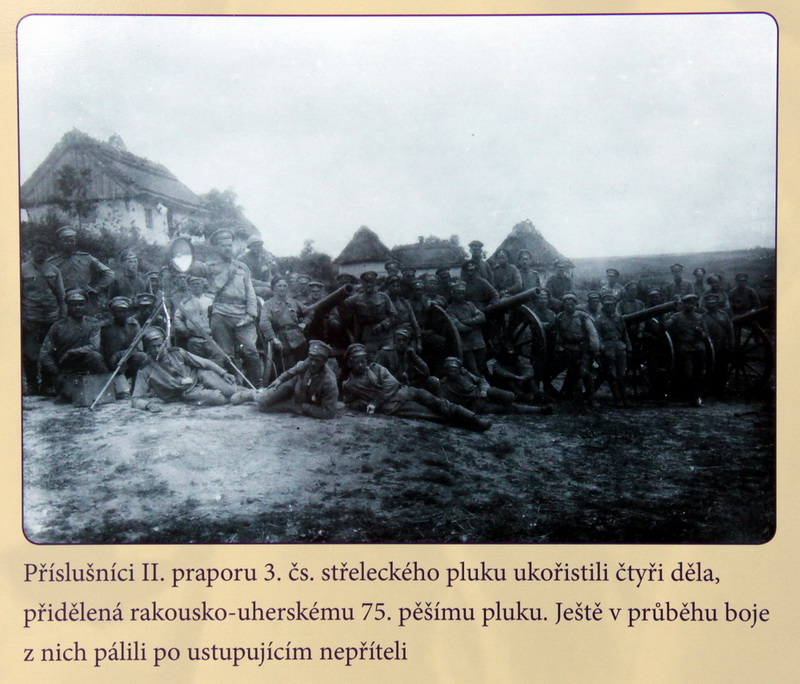 Příslušníci II. praporu 3. čs. střeleckého pluku ukořistili čtyři děla,
přidělená rakousko-uherskému 75. pěšímu pluku. Ještě v průběhu boje
z nich pálili po ustupujícím nepříteli